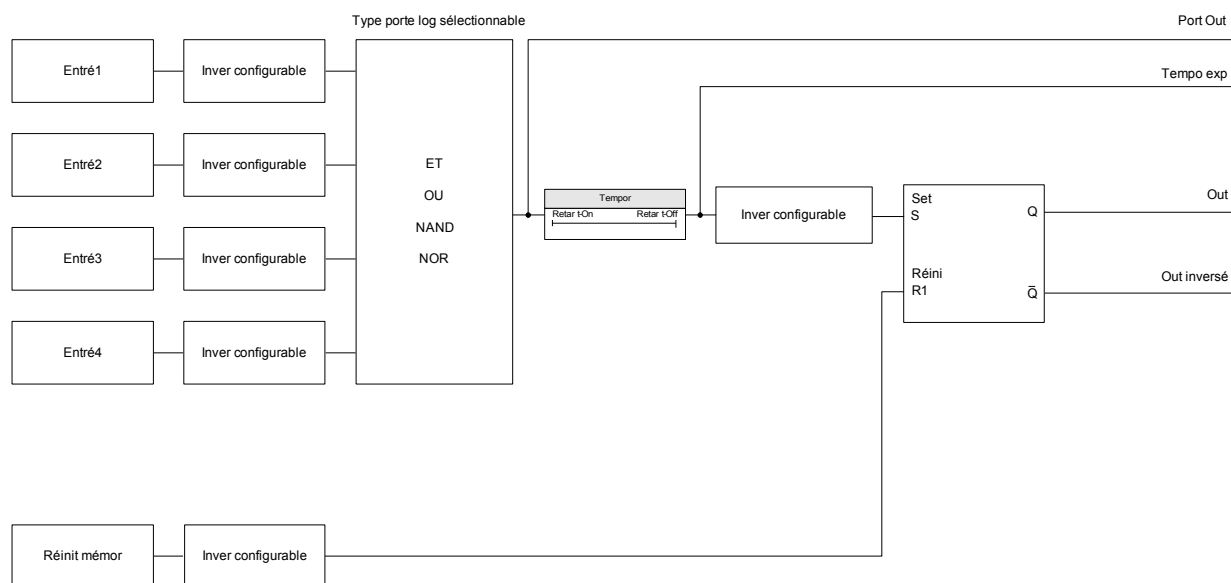 Type porte log sélectionnable
Port Out
Entré1
Inver configurable
Tempo exp
Entré2
Inver configurable
ET
OU
NAND
NOR
Tempor
Retar t-On
Retar t-Off
Inver configurable
Set
S
Q
Out
Entré3
Inver configurable
Réini
R1
Q̅
Out inversé
Entré4
Inver configurable
Réinit mémor
Inver configurable